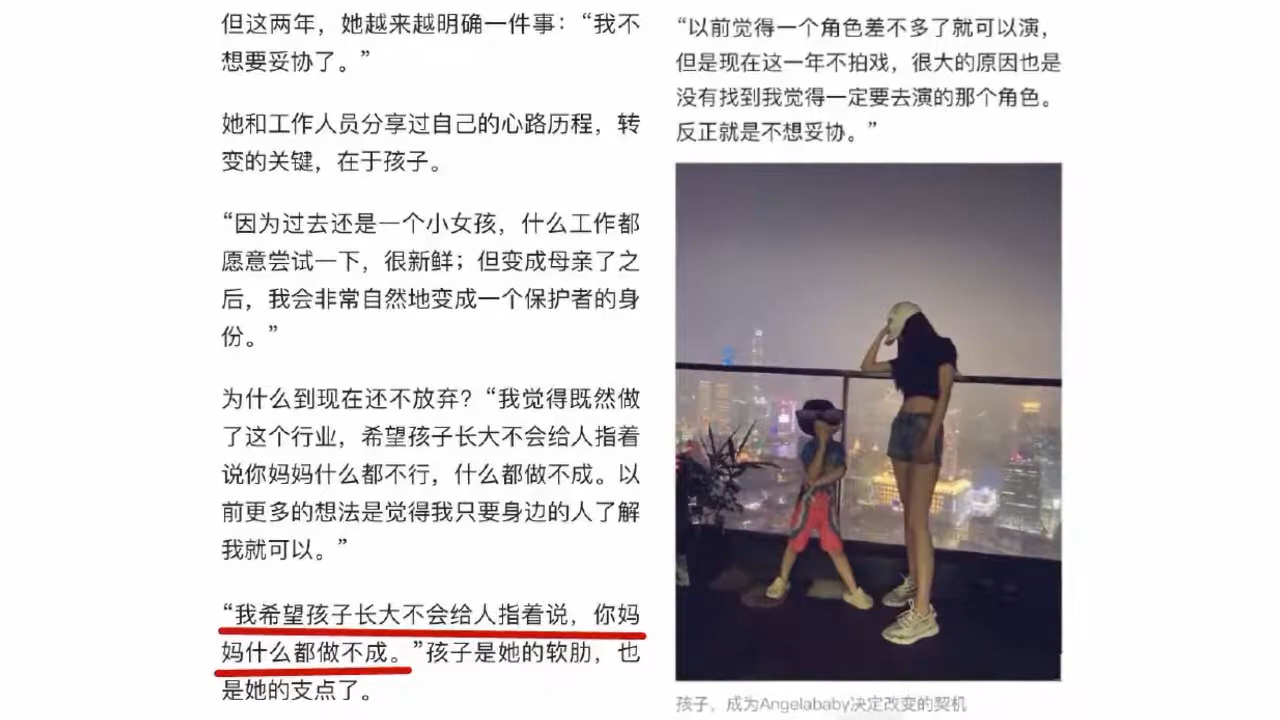 但这两年，她越来越明确一件事：“我不
想要妥协了。”
她和工作人员分享过自己的心路历程，转
变的关键，在于孩子。
“因为过去还是一个小女孩，什么工作都
愿意尝试一下，很新鲜；但变成母亲了之
后，我会非常自然地变成一个保护者的身
份。”
为什么到现在还不放弃？“我觉得既然做
了这个行业，希望孩子长大不会给人指着
说你妈妈什么都不行，什么都做不成。以
前更多的想法是觉得我只要身边的人了解
我就可以。”
“我希望孩子长大不会给人指着说，你妈
妈什么都做不成。”孩子是她的软肋，也
是她的支点了。
“以前觉得一个角色差不多了就可以演，
但是现在这一年不拍戏，很大的原因也是
没有找到我觉得一定要去演的那个角色。
反正就是不想妥协。”
孩子，成为Angelababy决定改变的契机